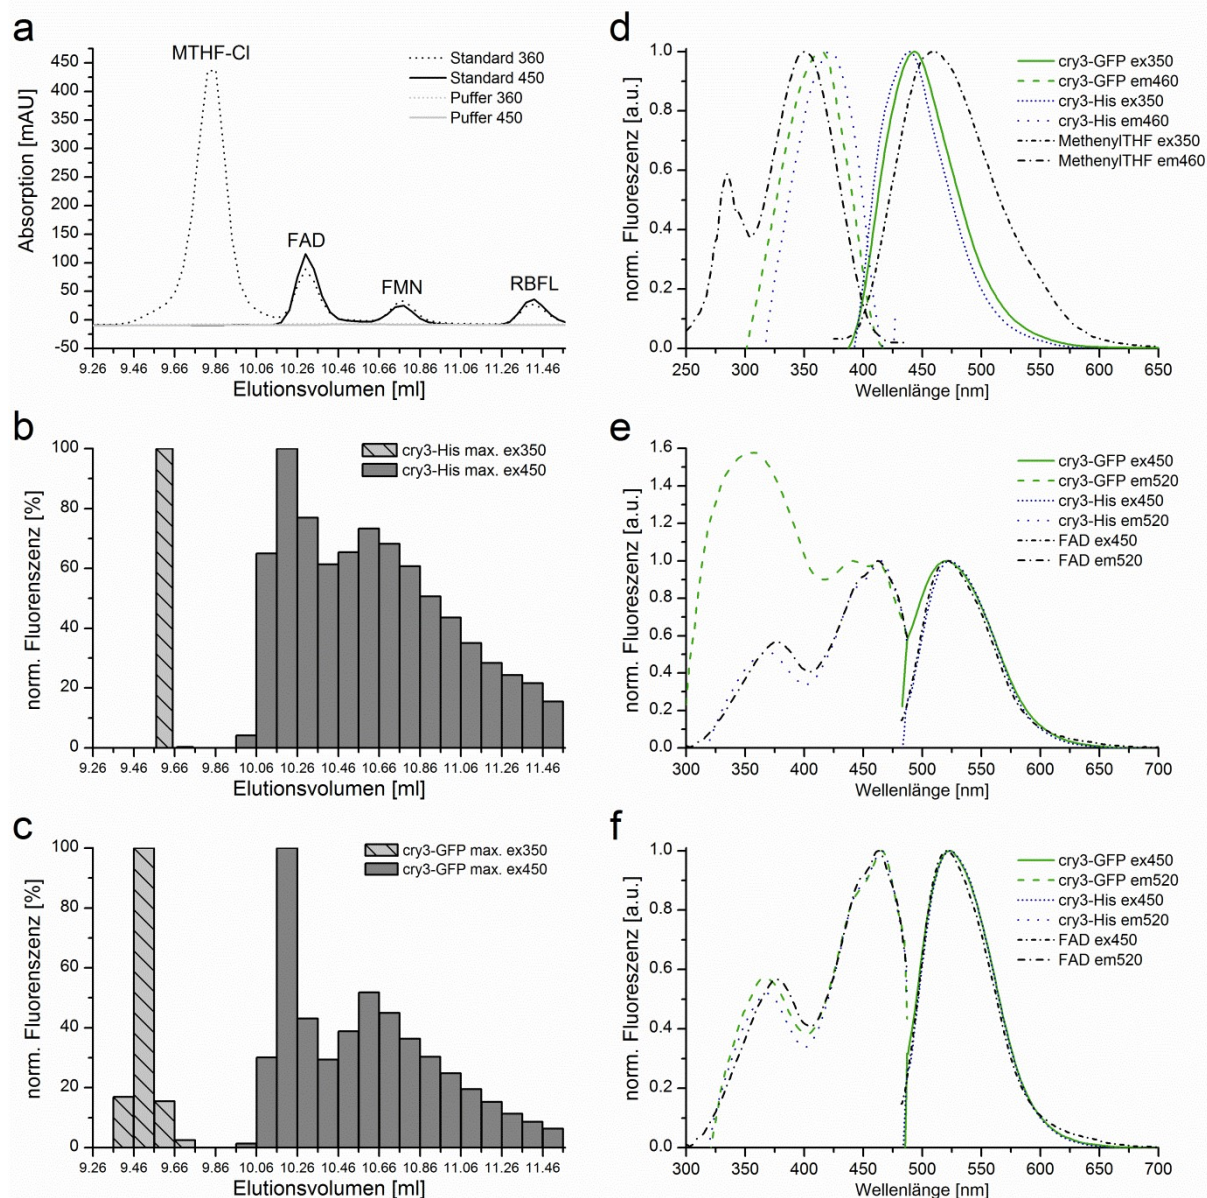 a
MTHF-Cl
FAD
FMN
RBFL
Standard 360
Standard 450
Puffer 360
Puffer 450
Absorption [mAU]
450
400
350
300
250
200
150
100
50
0
-50
9.26 9.46 9.66 9.86 10.06 10.26 10.46 10.66 10.86 11.06 11.26 11.46
Elutionsvolumen [ml]
b
cry3-His max. ex350
cry3-His max. ex450
norm. Fluorenszenz [%]
100
80
60
40
20
0
9.26 9.46 9.66 9.86 10.06 10.26 10.46 10.66 10.86 11.06 11.26 11.46
Elutionsvolumen [ml]
c
cry3-GFP max. ex350
cry3-GFP max. ex450
norm. Fluorenszenz [%]
100
80
60
40
20
0
9.26 9.46 9.66 9.86 10.06 10.26 10.46 10.66 10.86 11.06 11.26 11.46
Elutionsvolumen [ml]
d
cry3-GFP ex350
cry3-GFP em460
cry3-His ex350
cry3-His em460
MethenylTHF ex350
MethenylTHF em460
norm. Fluoreszenz [a.u.]
1.0
0.8
0.6
0.4
0.2
0.0
250 300 350 400 450 500 550 600 650
Wellenlänge [nm]
e
cry3-GFP ex450
cry3-GFP em520
cry3-His ex450
cry3-His em520
FAD ex450
FAD em520
norm. Fluoreszenz [a.u.]
1.6
1.4
1.2
1.0
0.8
0.6
0.4
0.2
0.0
300 350 400 450 500 550 600 650 700
Wellenlänge [nm]
f
cry3-GFP ex450
cry3-GFP em520
cry3-His ex450
cry3-His em520
FAD ex450
FAD em520
norm. Fluoreszenz [a.u.]
1.0
0.8
0.6
0.4
0.2
0.0
300 350 400 450 500 550 600 650 700
Wellenlänge [nm]